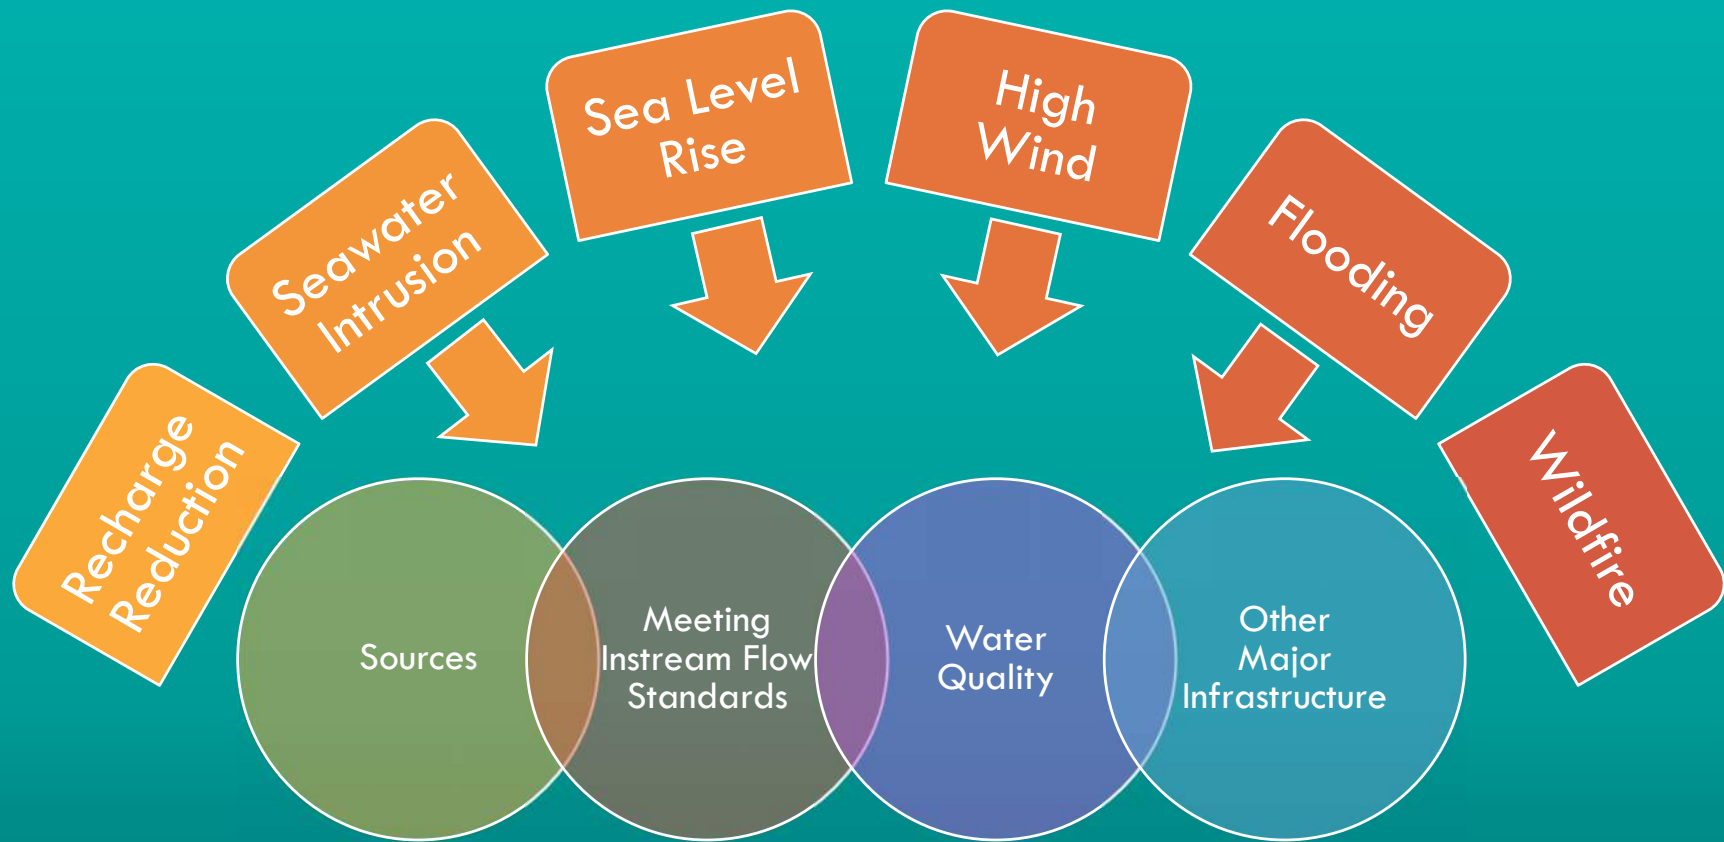 Recharge
Reduction
Seawater
Intrusion
Sea Level
Rise
High
Wind
Flooding
Wildfire
Sources
Meeting
Instream Flow
Standards
Water
Quality
Other
Major
Infrastructure